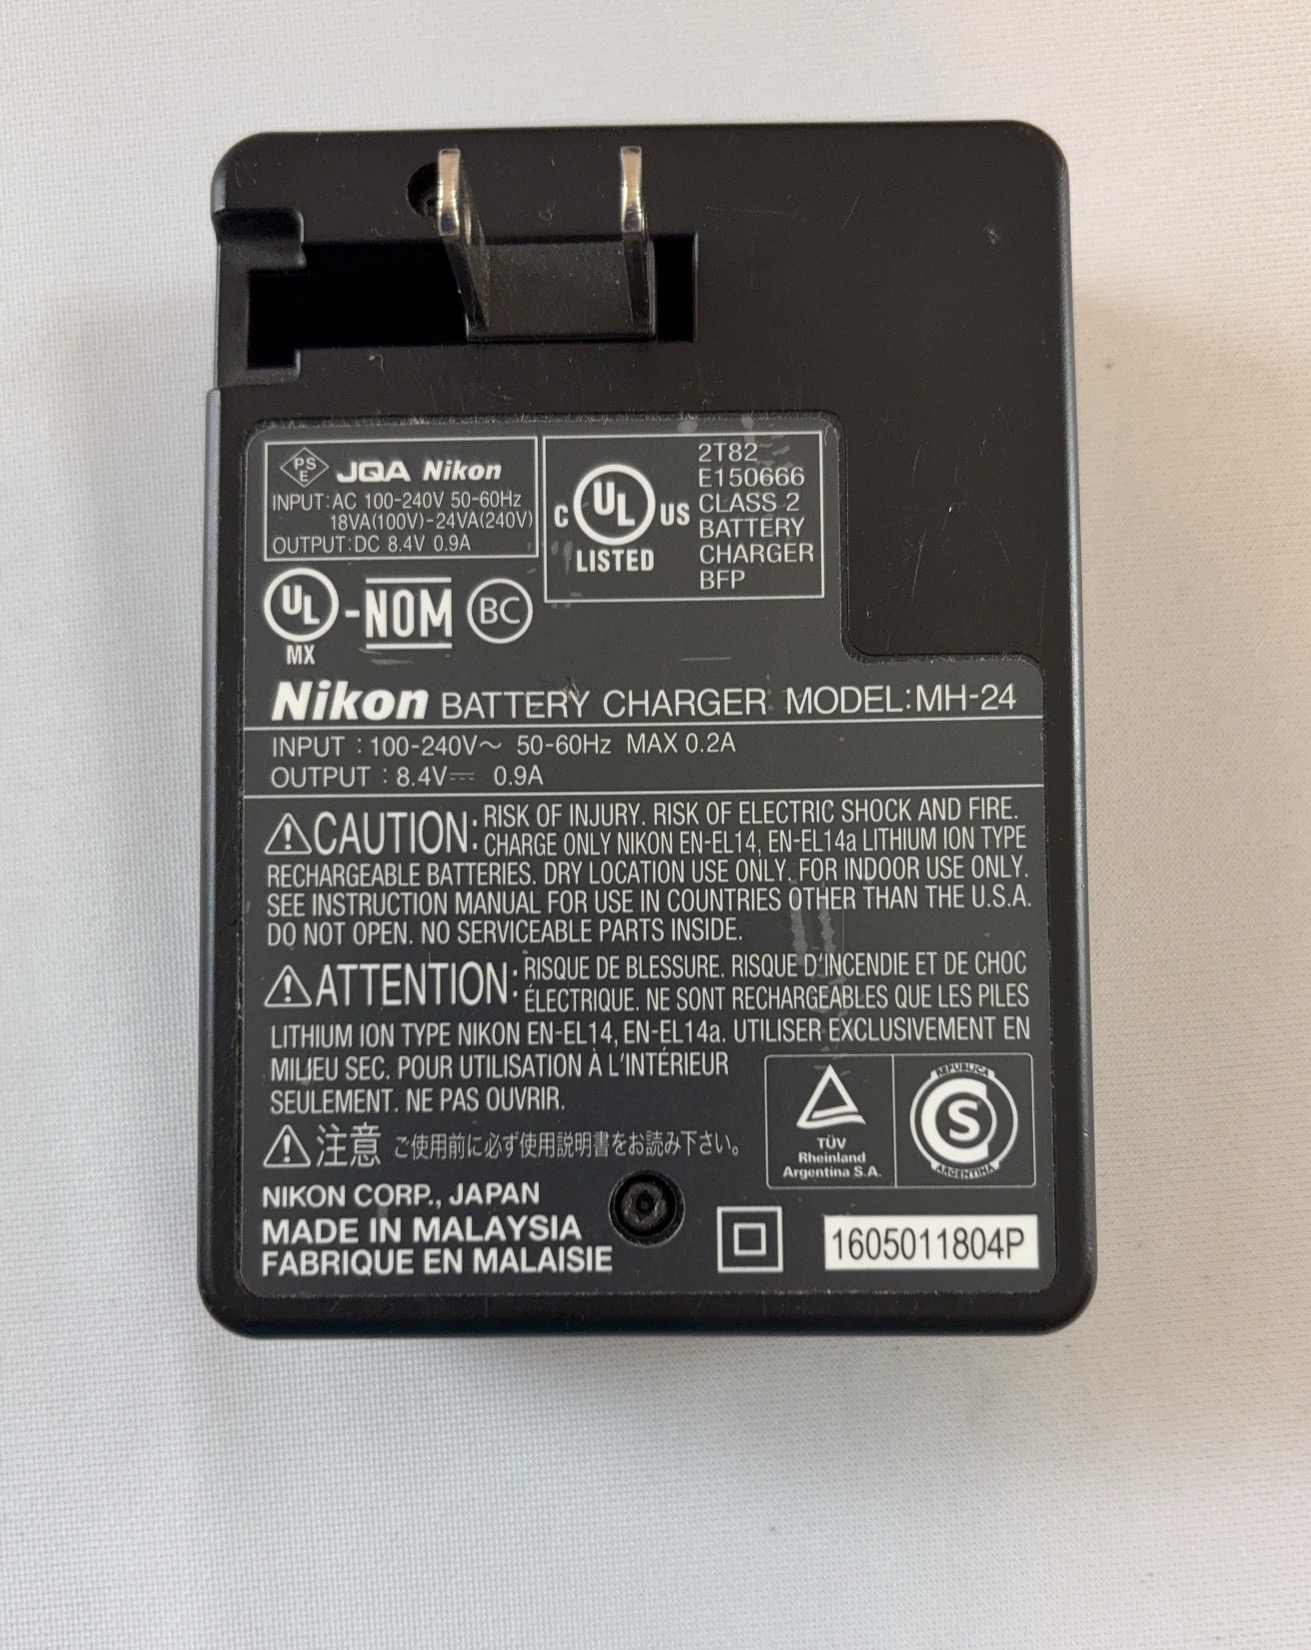 PS
E
JQA Nikon
INPUT:AC 100-240V 50-60Hz
18VA(100V)-24VA(240V)
OUTPUT:DC 8.4V 0.9A
C UL US
LISTED
2T82
E150666
CLASS 2
BATTERY
CHARGER
BFP
UL
MX
-NOM
BC
Nikon BATTERY CHARGER MODEL:MH-24
INPUT : 100-240V~ 50-60Hz MAX 0.2A
OUTPUT : 8.4V⎓ 0.9A
⚠CAUTION: RISK OF INJURY. RISK OF ELECTRIC SHOCK AND FIRE.
CHARGE ONLY NIKON EN-EL14, EN-EL14a LITHIUM ION TYPE
RECHARGEABLE BATTERIES. DRY LOCATION USE ONLY. FOR INDOOR USE ONLY.
SEE INSTRUCTION MANUAL FOR USE IN COUNTRIES OTHER THAN THE U.S.A.
DO NOT OPEN. NO SERVICEABLE PARTS INSIDE.
⚠ATTENTION: RISQUE DE BLESSURE. RISQUE D'INCENDIE ET DE CHOC
ÉLECTRIQUE. NE SONT RECHARGEABLES QUE LES PILES
LITHIUM ION TYPE NIKON EN-EL14, EN-EL14a. UTILISER EXCLUSIVEMENT EN
MILIEU SEC. POUR UTILISATION À L'INTÉRIEUR
SEULEMENT. NE PAS OUVRIR.
⚠注意 ご使用前に必ず使用説明書をお読み下さい。
TÜV
Rheinland
Argentina S.A.
REPUBLICA
S
ARGENTINA
NIKON CORP., JAPAN
MADE IN MALAYSIA
FABRIQUE EN MALAISIE
1605011804P